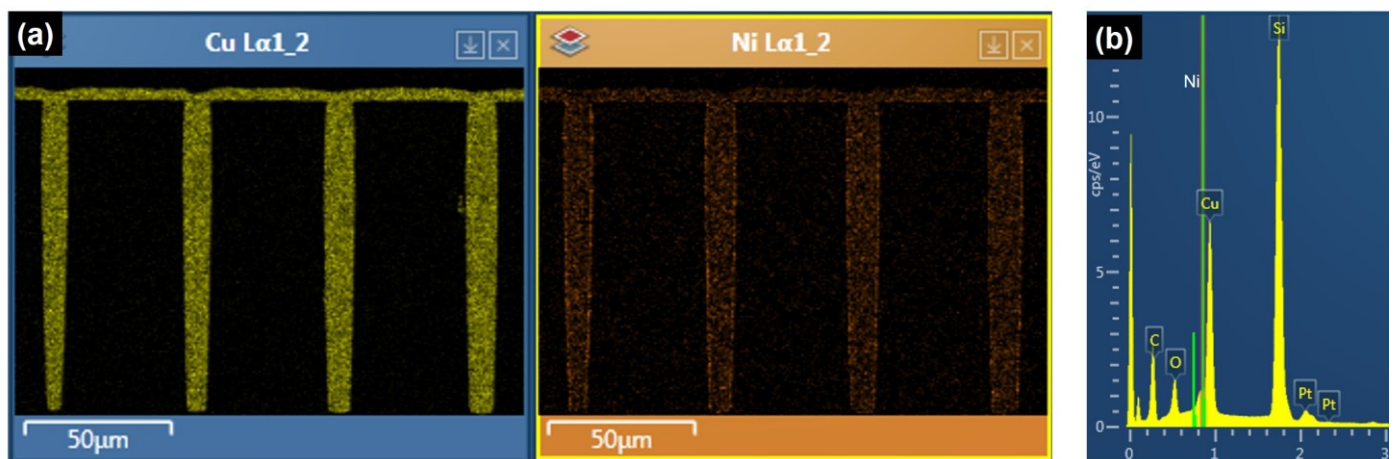 (a)
Cu Lα1_2
50μm
Ni Lα1_2
50μm
(b)
Si
Ni
10
Cu
cps/eV
5
C
O
Pt
Pt
0
0 1 2 3